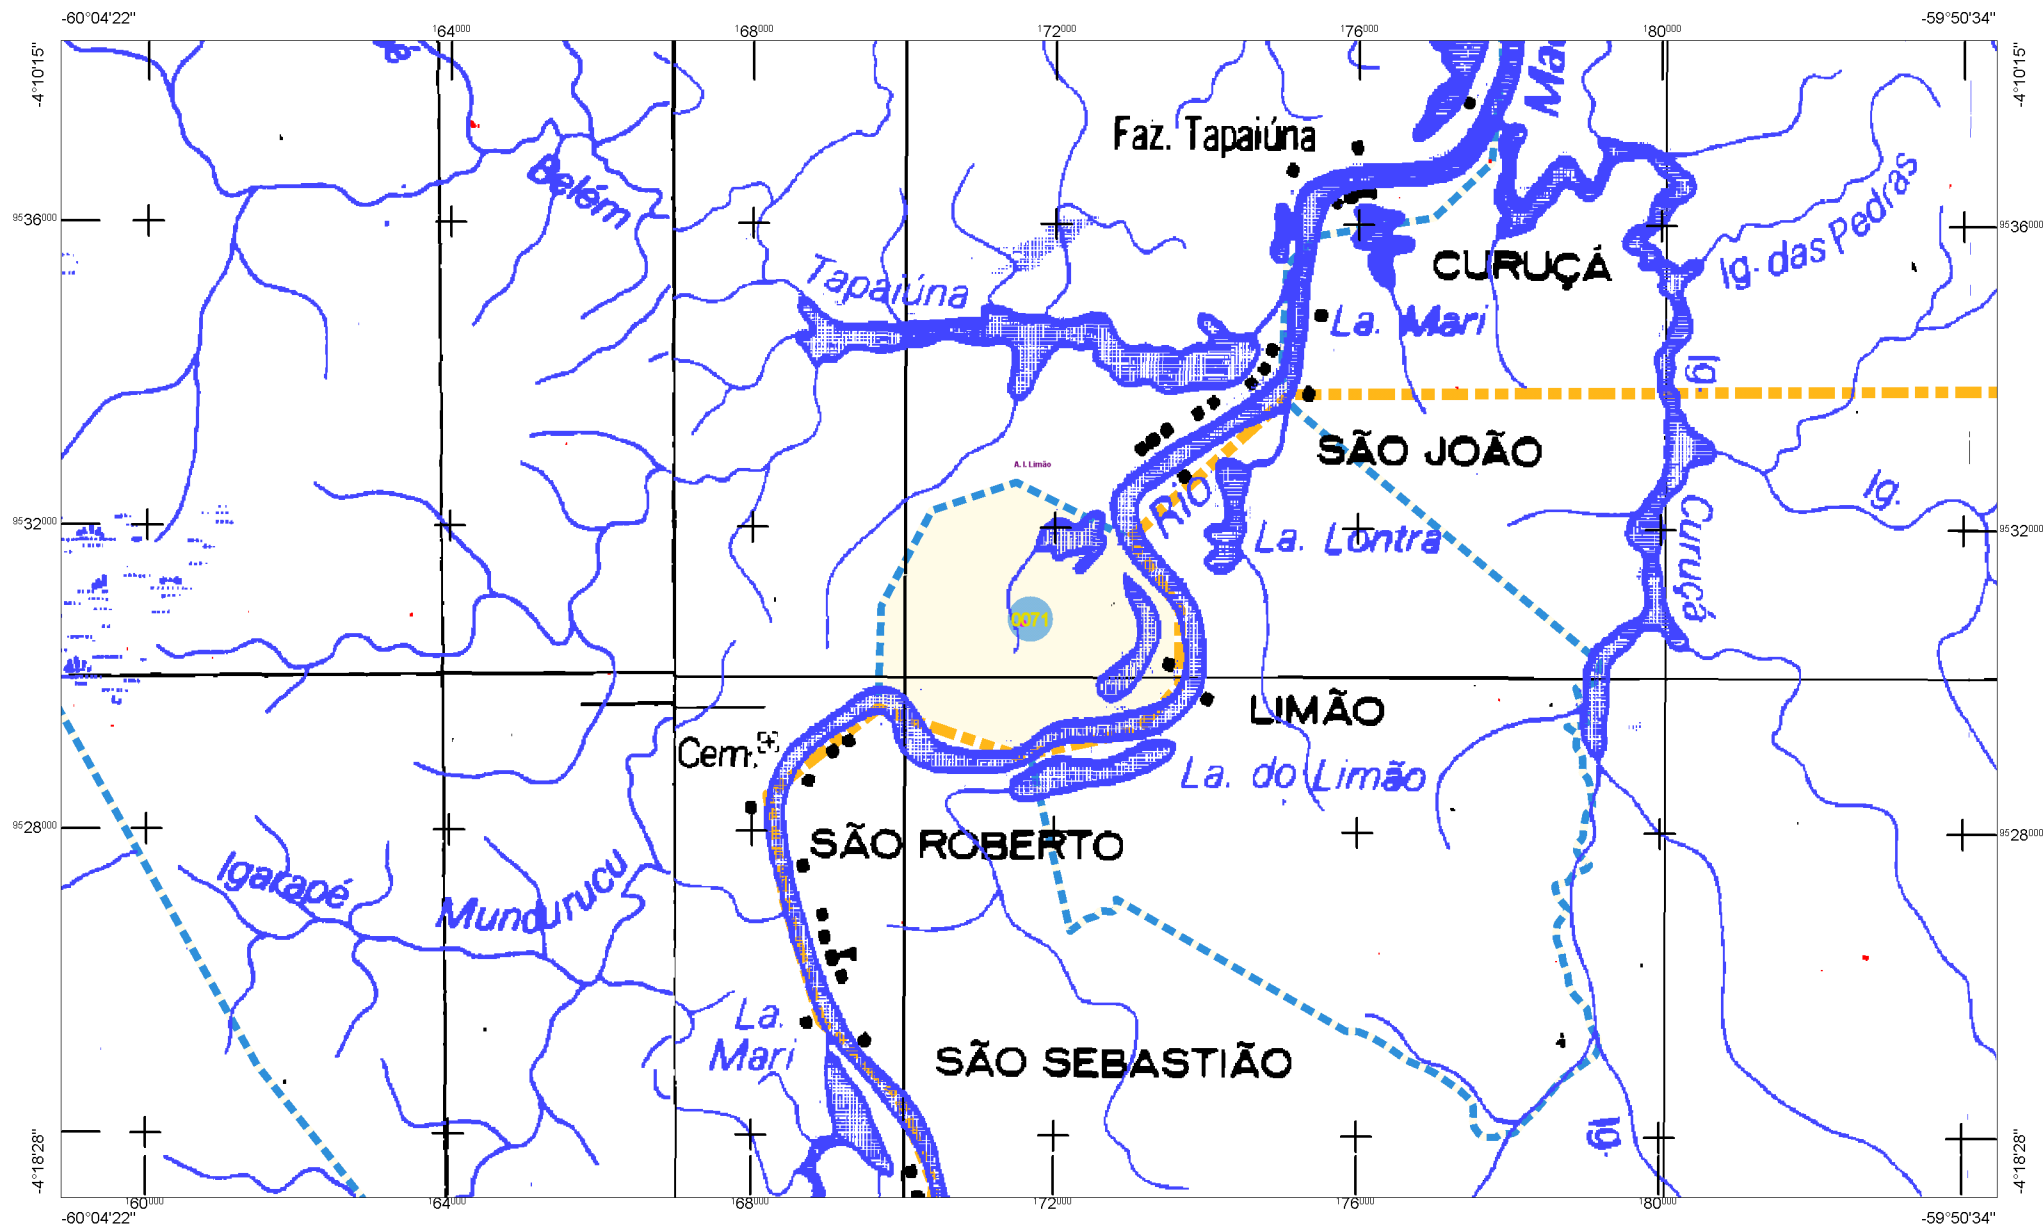 -60°04'22"
-59°50'34"
164000
168000
172000
176000
180000
-4°10'15"
-4°10'15"
Ma
Faz. Tapaiúna
Belém
Ig. das Pedras
9536000
9536000
CURUÇÁ
Tapaiúna
La. Mari
Ig.
SÃO JOÃO
A. I. Limão
Rio
Ig.
9532000
9532000
La. Lontra
Curuçá
0071
LIMÃO
Cem.
La. do Limão
9528000
9528000
SÃO ROBERTO
Igarapé
Mundurucu
La.
Mari
SÃO SEBASTIÃO
Ig.
-4°18'28"
-4°18'28"
160000
164000
168000
172000
176000
180000
-60°04'22"
-59°50'34"